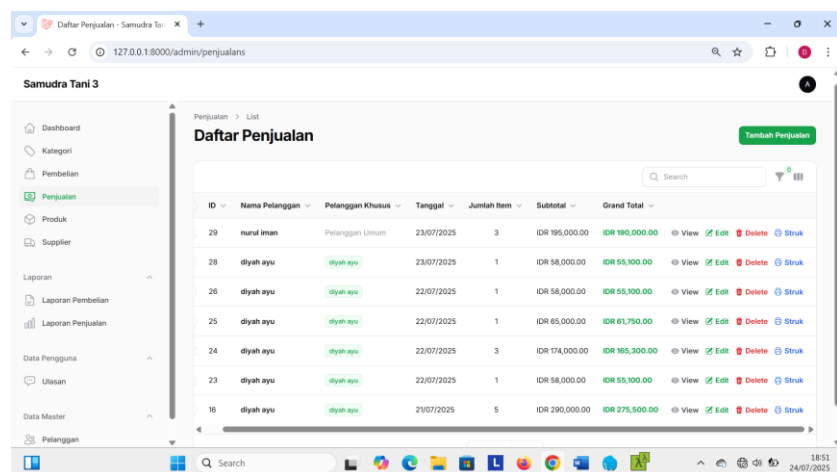 Daftar Penjualan - Samudra Tan
127.0.0.1:8000/admin/penjualans
Samudra Tani 3
A
Dashboard
Kategori
Pembelian
Penjualan
Produk
Supplier
Laporan
Laporan Pembelian
Laporan Penjualan
Data Pengguna
Ulasan
Data Master
Pelanggan
Penjualan > List
Daftar Penjualan
Tambah Penjualan
Search
0
ID Nama Pelanggan Pelanggan Khusus Tanggal Jumlah Item Subtotal Grand Total
29 nurul iman Pelanggan Umum 23/07/2025 3 IDR 195,000.00 IDR 190,000.00 View Edit Delete Struk
28 diyah ayu diyah ayu 23/07/2025 1 IDR 58,000.00 IDR 55,100.00 View Edit Delete Struk
26 diyah ayu diyah ayu 22/07/2025 1 IDR 58,000.00 IDR 55,100.00 View Edit Delete Struk
25 diyah ayu diyah ayu 22/07/2025 1 IDR 65,000.00 IDR 61,750.00 View Edit Delete Struk
24 diyah ayu diyah ayu 22/07/2025 3 IDR 174,000.00 IDR 165,300.00 View Edit Delete Struk
23 diyah ayu diyah ayu 22/07/2025 1 IDR 58,000.00 IDR 55,100.00 View Edit Delete Struk
16 diyah ayu diyah ayu 21/07/2025 5 IDR 290,000.00 IDR 275,500.00 View Edit Delete Struk
Search
18:51
24/07/2025